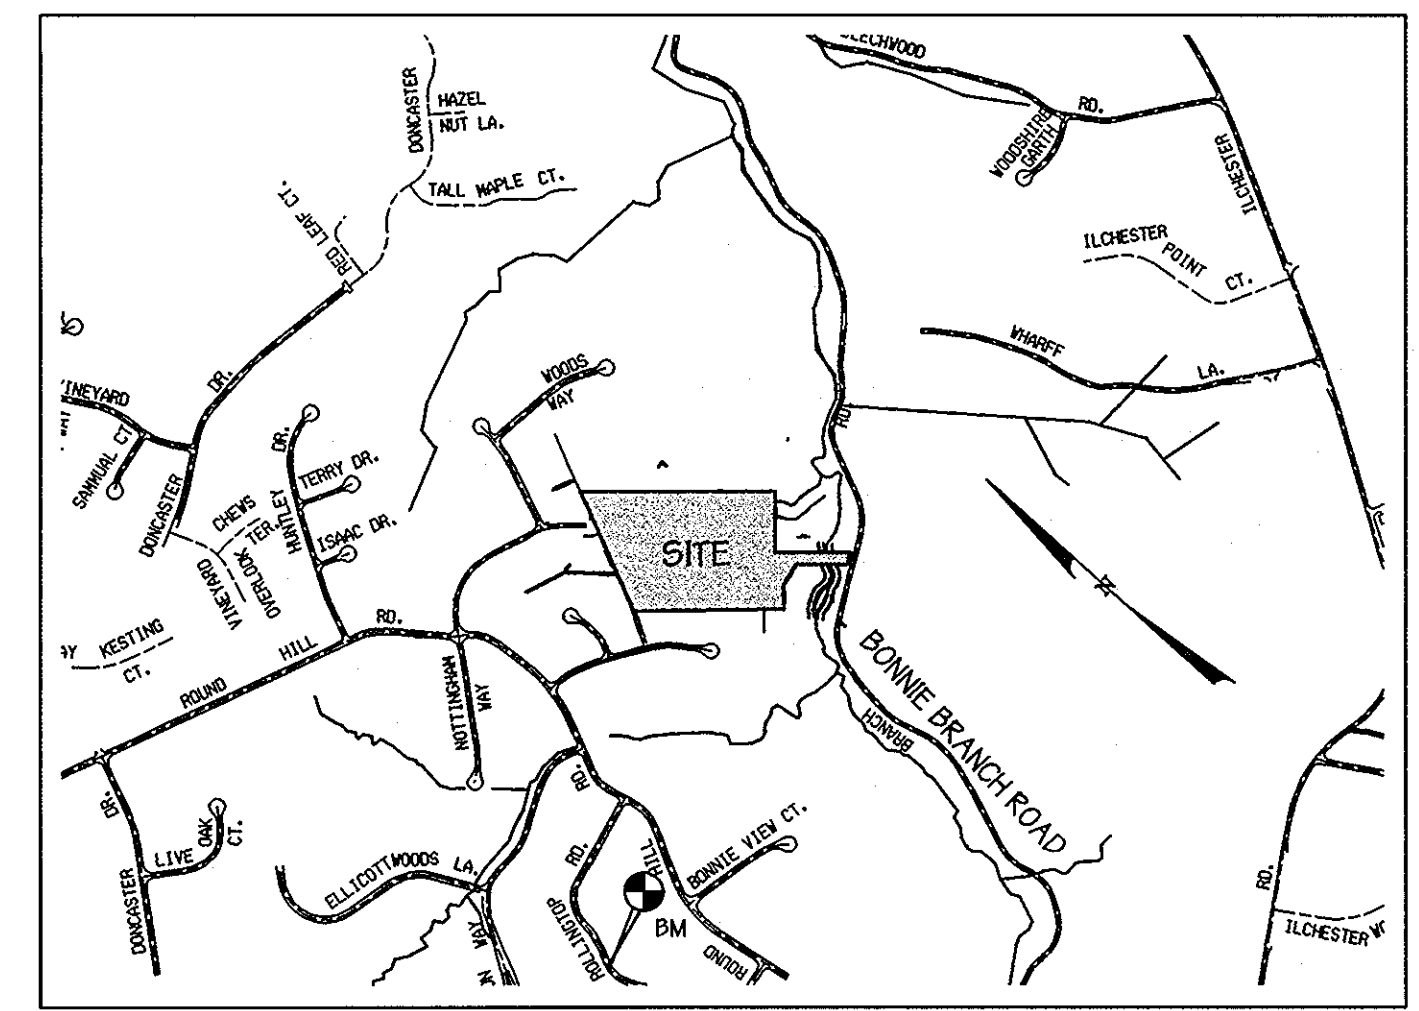 BEECHWOOD
RD.
DONCASTER
HAZEL
NUT LA.
WOODSHIRE
GARTH
ILCHESTER
TALL MAPLE CT.
RED LEAF CT.
ILCHESTER
POINT
CT.
WHARFF
LA.
WOODS
WAY
DR.
VINEYARD
SAMMUAL CT
DR.
TERRY DR.
RD.
DONCASTER
CHEWS
TER.
HUNTLEY
ISAAC DR.
OVERLOOK
VINEYARD
SITE
N
KESTING
CT.
RD.
HILL
ROUND
NOTTINGHAM
WAY
BONNIE BRANCH ROAD
BRANCH
DR.
RD.
LIVE
OAK
CT.
BONNIE VIEW CT.
RD.
HILL
ELLICOTTWOODS LA.
RD.
DONCASTER
WAY
ROLLINGTOP
BM
ROUND
ILCHESTER